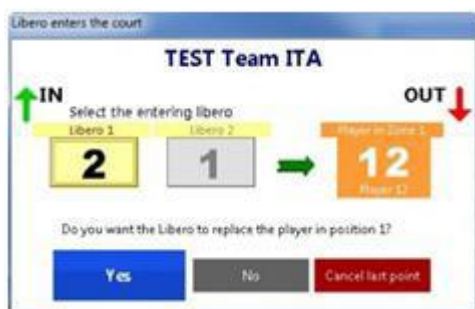 Libero enters the court
TEST Team ITA
IN
OUT
Select the entering libero
Libero 1
Libero 2
Player in Zone 1
2
1
12
Player 12
Do you want the Libero to replace the player in position 1?
Yes
No
Cancel last point